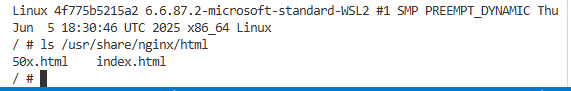 Linux 4f775b5215a2 6.6.87.2-microsoft-standard-WSL2 #1 SMP PREEMPT_DYNAMIC Thu
Jun  5 18:30:46 UTC 2025 x86_64 Linux
/ # ls /usr/share/nginx/html
50x.html    index.html
/ #